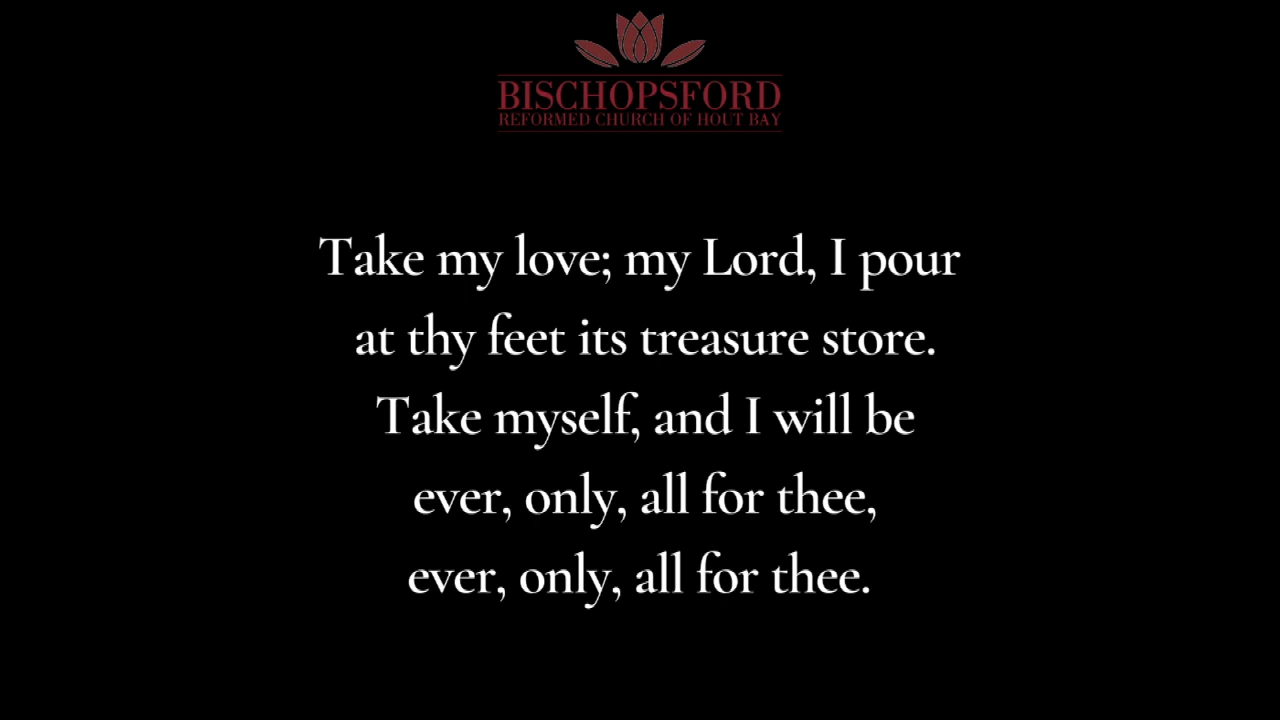 BISCHOPSFORD
REFORMED CHURCH OF HOUT BAY
Take my love; my Lord, I pour
at thy feet its treasure store.
Take myself, and I will be
ever, only, all for thee,
ever, only, all for thee.